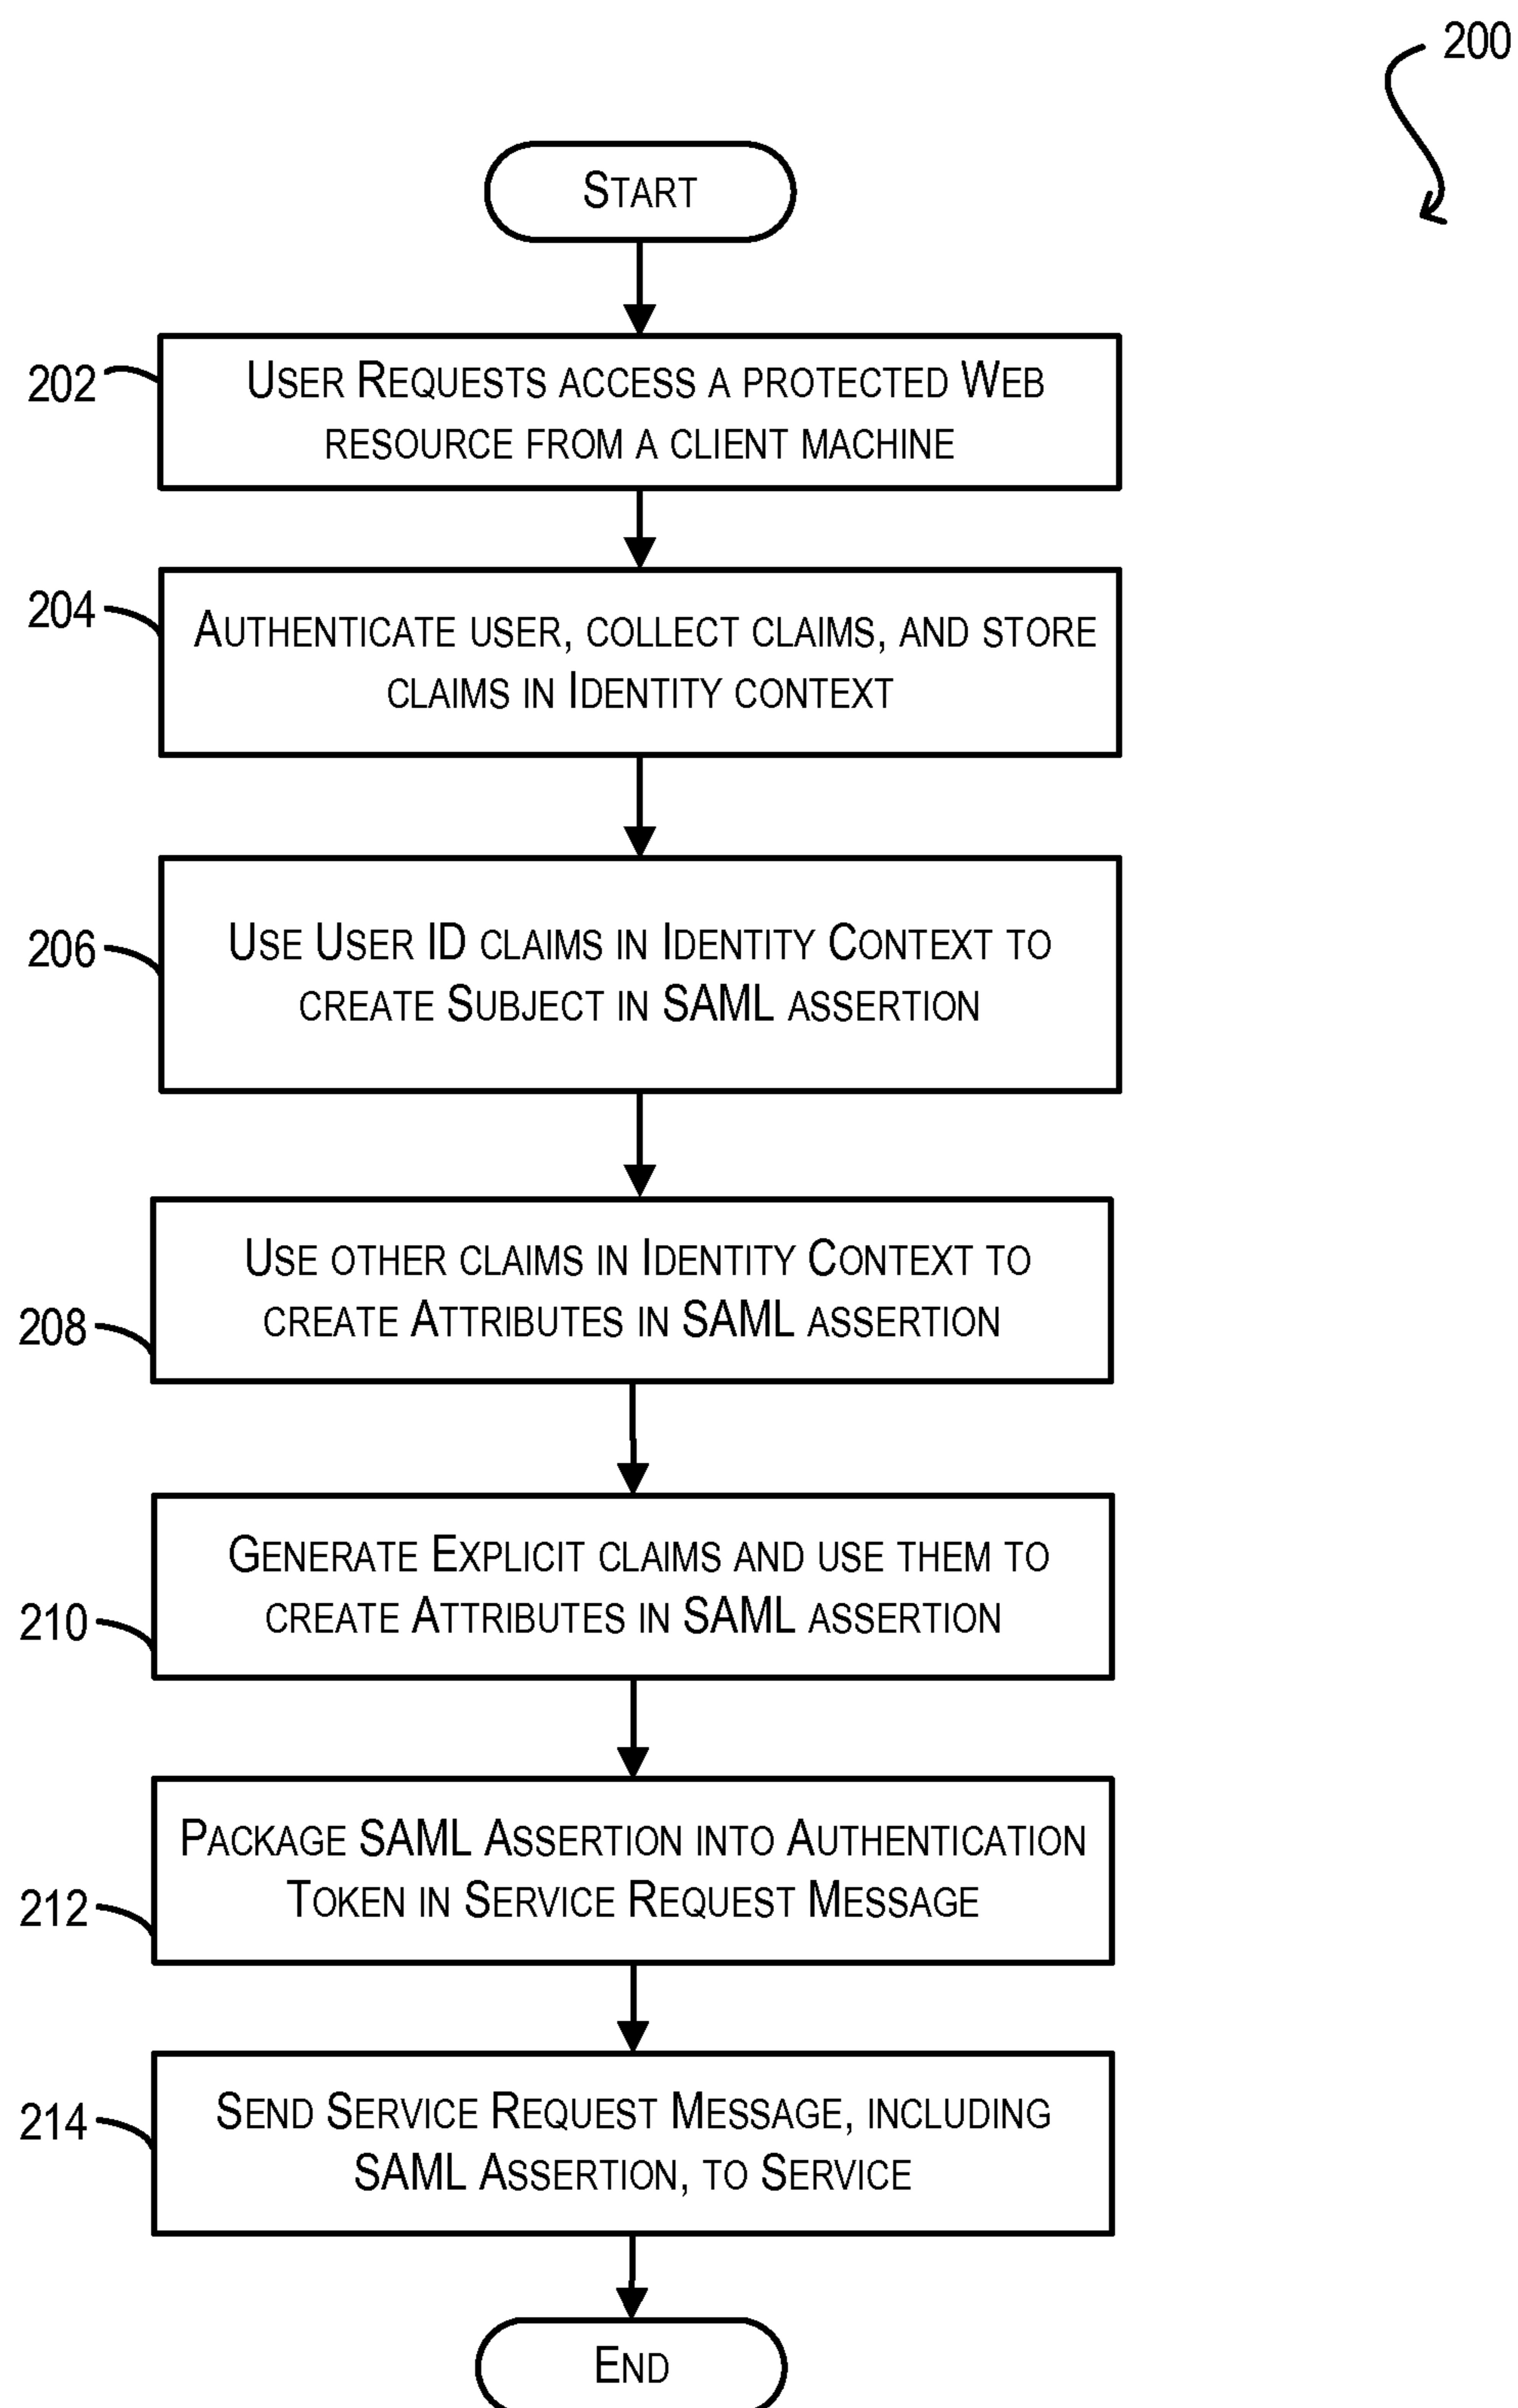 200
START
202
USER REQUESTS ACCESS A PROTECTED WEB
RESOURCE FROM A CLIENT MACHINE
204
AUTHENTICATE USER, COLLECT CLAIMS, AND STORE
CLAIMS IN IDENTITY CONTEXT
206
USE USER ID CLAIMS IN IDENTITY CONTEXT TO
CREATE SUBJECT IN SAML ASSERTION
USE OTHER CLAIMS IN IDENTITY CONTEXT TO
CREATE ATTRIBUTES IN SAML ASSERTION
208
GENERATE EXPLICIT CLAIMS AND USE THEM TO
CREATE ATTRIBUTES IN SAML ASSERTION
210
PACKAGE SAML ASSERTION INTO AUTHENTICATION
TOKEN IN SERVICE REQUEST MESSAGE
212
SEND SERVICE REQUEST MESSAGE, INCLUDING
SAML ASSERTION, TO SERVICE
214
END